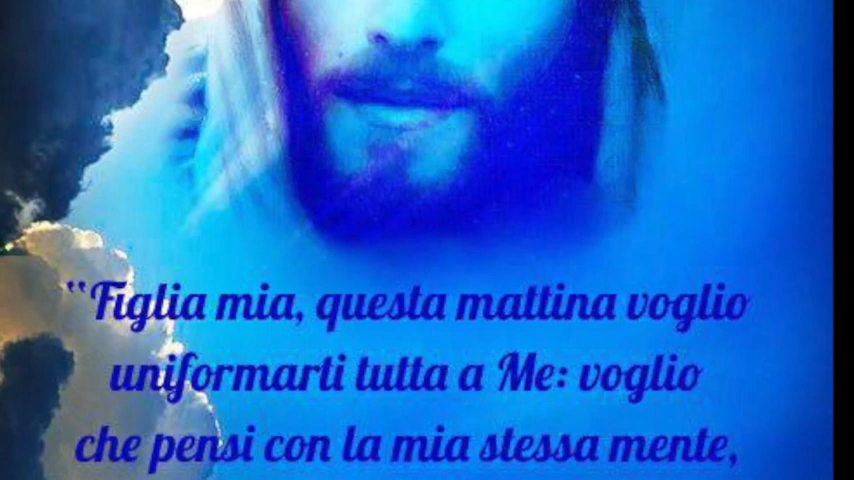 “Figlia mia, questa mattina voglio
uniformarti tutta a Me: voglio
che pensi con la mia stessa mente,